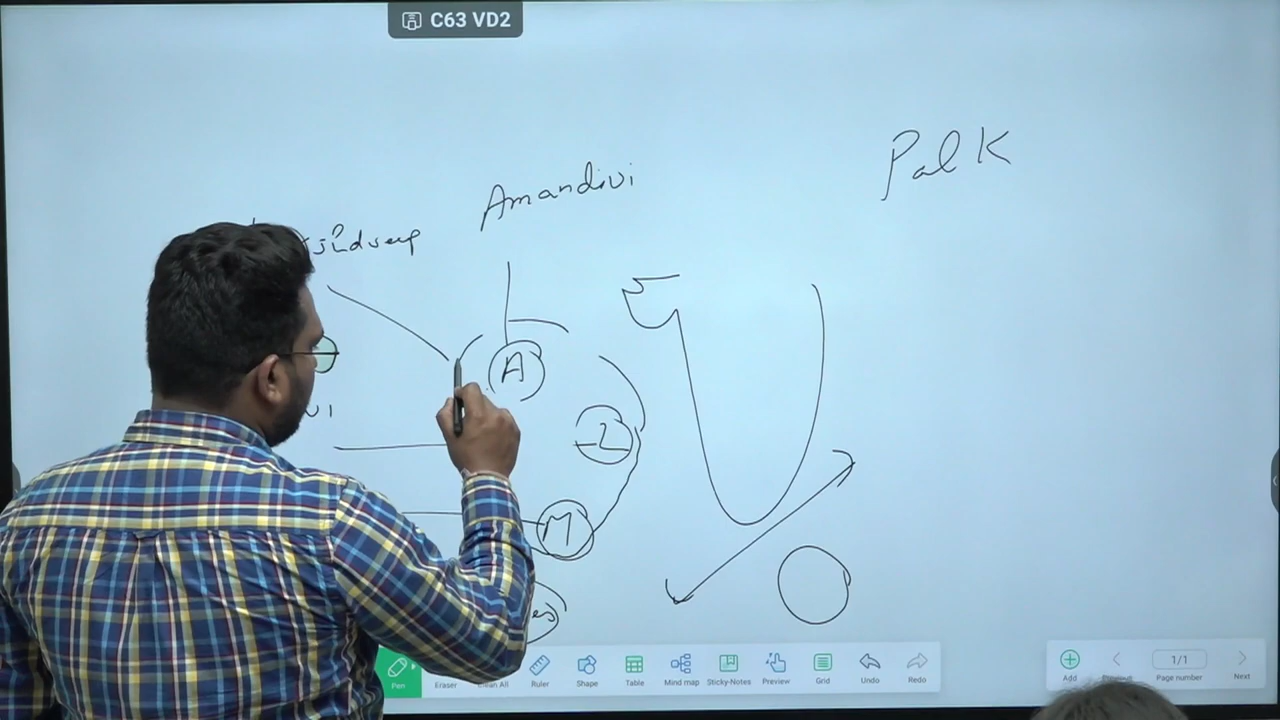 C63 VD2
Pal K
Amandivi
A
2
M
Pen
Eraser
Clean All
Ruler
Shape
Table
Mind map
Sticky-Notes
Preview
Grid
Undo
Redo
Add
1/1
Page number
Next